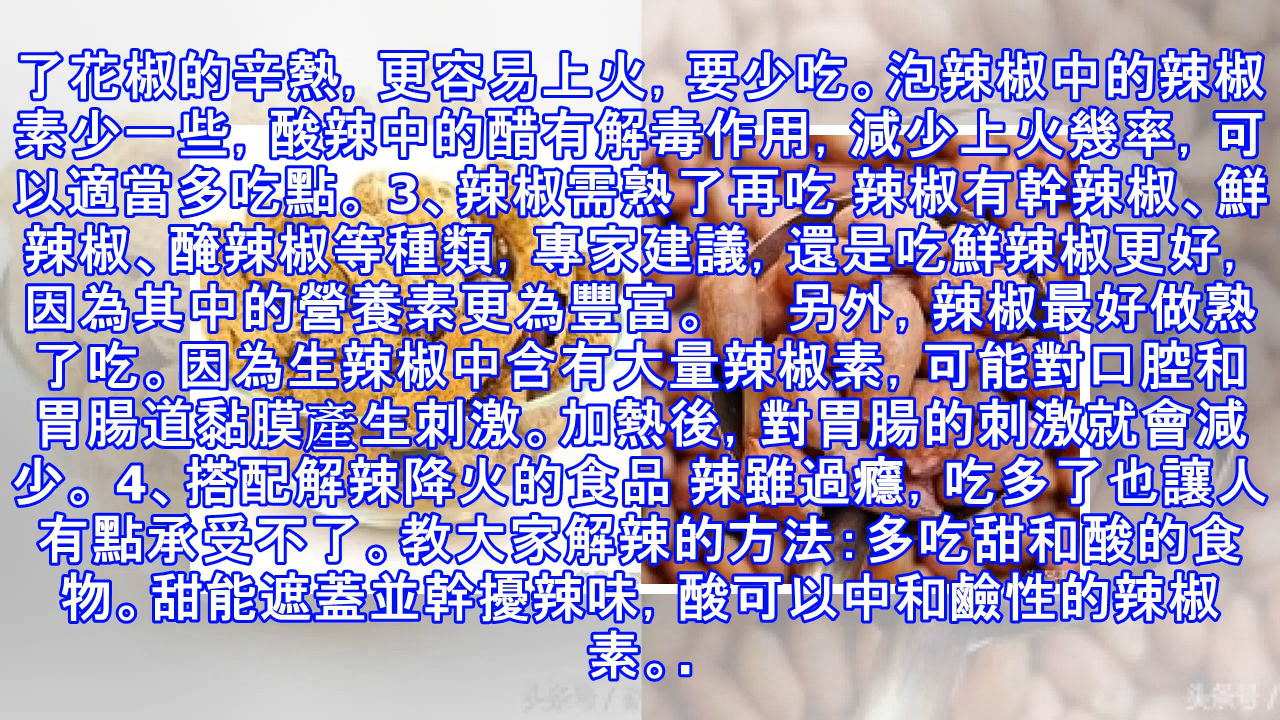 了花椒的辛熱, 更容易上火, 要少吃。泡辣椒中的辣椒
素少一些, 酸辣中的醋有解毒作用, 減少上火幾率, 可
以適當多吃點。3、辣椒需熟了再吃 辣椒有幹辣椒、鮮
辣椒、醃辣椒等種類, 專家建議, 還是吃鮮辣椒更好,
因為其中的營養素更為豐富。 另外, 辣椒最好做熟
了吃。因為生辣椒中含有大量辣椒素, 可能對口腔和
胃腸道黏膜産生刺激。加熱後, 對胃腸的刺激就會減
少。4、搭配解辣降火的食品 辣雖過癮, 吃多了也讓人
有點承受不了。教大家解辣的方法:多吃甜和酸的食
物。甜能遮蓋並幹擾辣味, 酸可以中和鹼性的辣椒
素。.
头条号 /
头条号 /